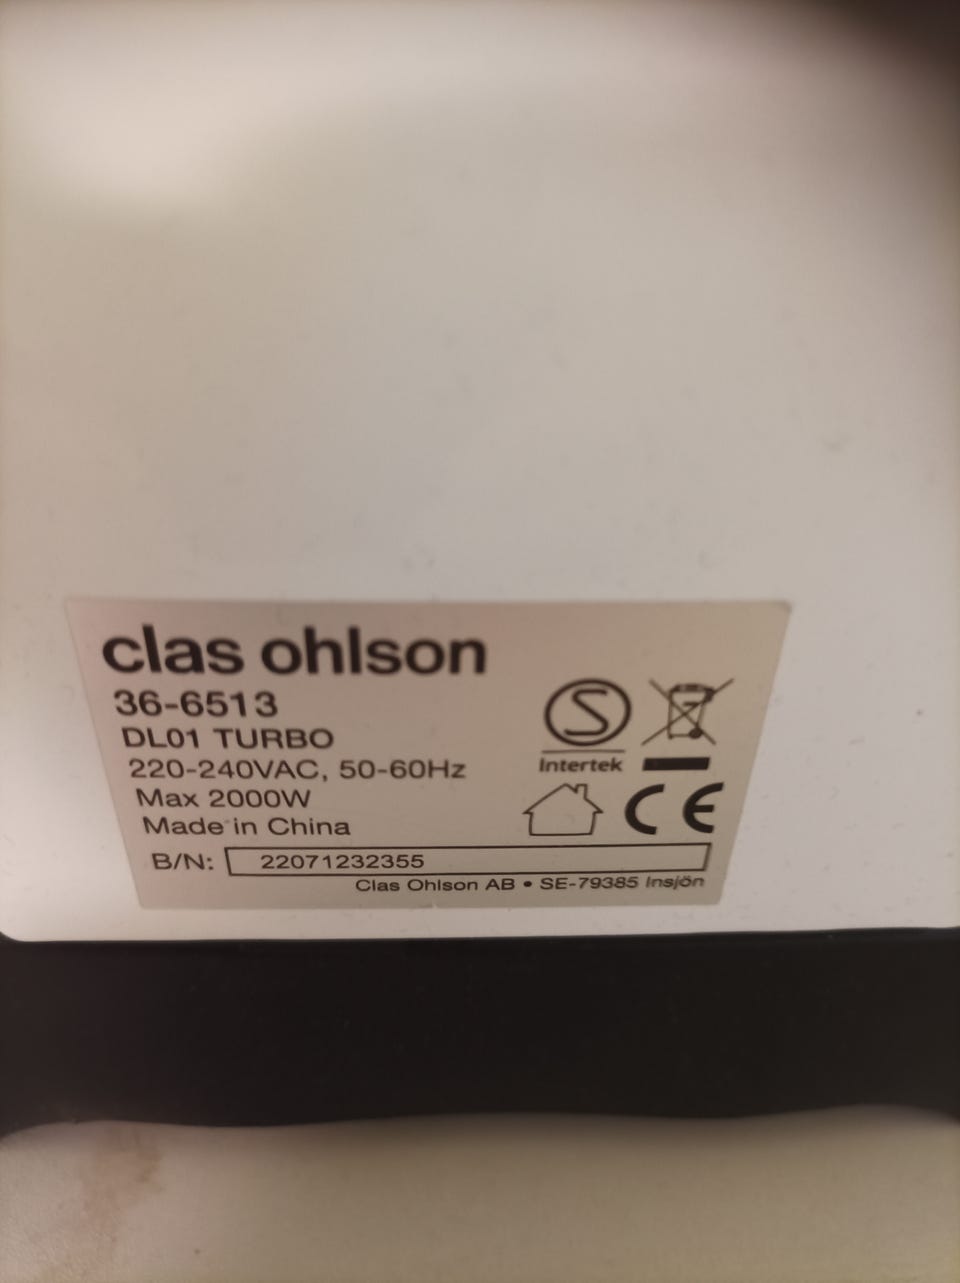 clas ohlson
36-6513
DL01 TURBO
220-240VAC, 50-60Hz
Max 2000W
Made in China
B/N: 22071232355
Clas Ohlson AB • SE-79385 Insjön
S
Intertek
CE